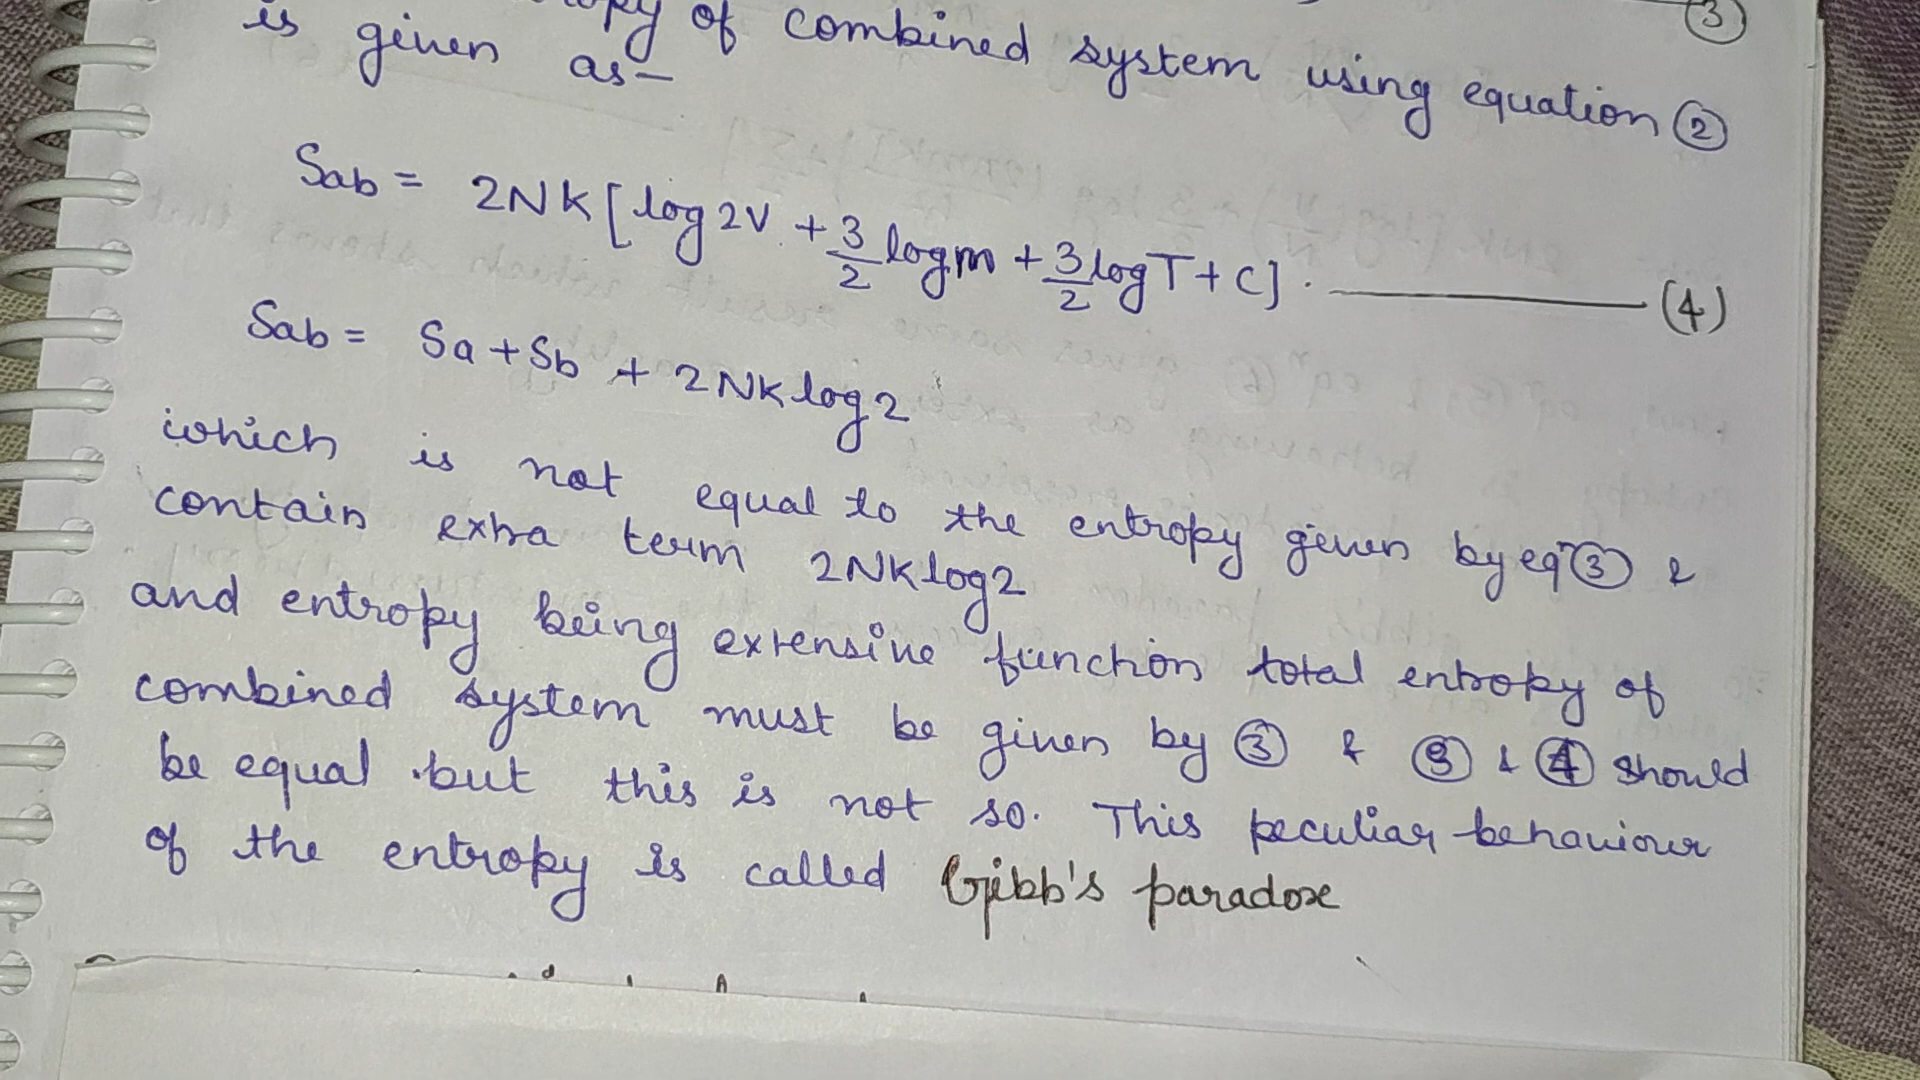 ③
of combined system using equation ②
is given as-
Sab = 2NK [log 2V + 3/2 log m + 3/2 log T + C]. ——— (4)
Sab = Sa + Sb + 2NK log 2
which is not equal to the entropy given by eqⁿ ③ &
contain extra term 2NK log 2
and entropy being extensive function total entropy of
combined system must be given by ③ & ③ & ④ should
be equal but this is not so. This peculiar behaviour
of the entropy is called Gibb's paradox